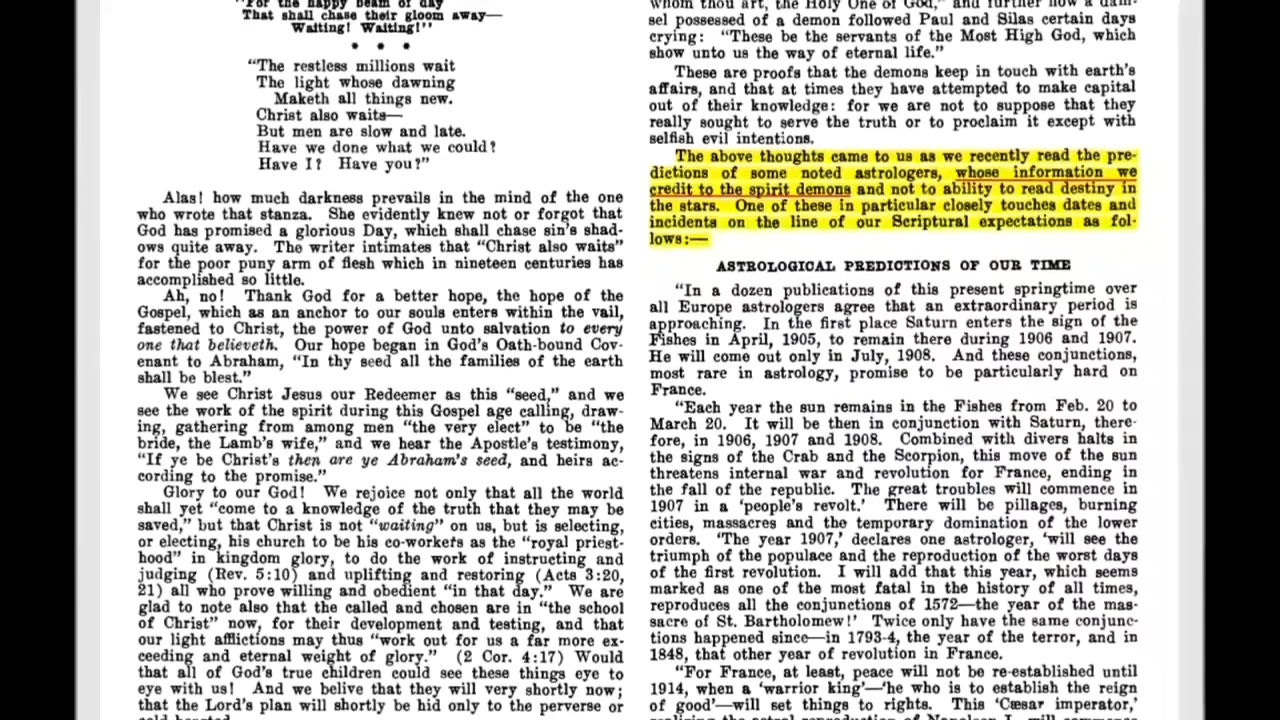 "For the happy beam of day
That shall chase their gloom away—
Waiting! Waiting!''
• • •
"The restless millions wait
The light whose dawning
Maketh all things new.
Christ also waits—
But men are slow and late.
Have we done what we could?
Have I? Have you?"
Alas! how much darkness prevails in the mind of the one
who wrote that stanza. She evidently knew not or forgot that
God has promised a glorious Day, which shall chase sin's shad-
ows quite away. The writer intimates that "Christ also waits"
for the poor puny arm of flesh which in nineteen centuries has
accomplished so little.
Ah, no! Thank God for a better hope, the hope of the
Gospel, which as an anchor to our souls enters within the vail,
fastened to Christ, the power of God unto salvation to every
one that believeth. Our hope began in God's Oath-bound Cov-
enant to Abraham, "In thy seed all the families of the earth
shall be blest."
We see Christ Jesus our Redeemer as this "seed," and we
see the work of the spirit during this Gospel age calling, draw-
ing, gathering from among men "the very elect" to be "the
bride, the Lamb's wife," and we hear the Apostle's testimony,
"If ye be Christ's then are ye Abraham's seed, and heirs ac-
cording to the promise."
Glory to our God! We rejoice not only that all the world
shall yet "come to a knowledge of the truth that they may be
saved," but that Christ is not "waiting" on us, but is selecting,
or electing, his church to be his co-workers as the "royal priest-
hood" in kingdom glory, to do the work of instructing and
judging (Rev. 5:10) and uplifting and restoring (Acts 3:20,
21) all who prove willing and obedient "in that day." We are
glad to note also that the called and chosen are in "the school
of Christ" now, for their development and testing, and that
our light afflictions may thus "work out for us a far more ex-
ceeding and eternal weight of glory." (2 Cor. 4:17) Would
that all of God's true children could see these things eye to
eye with us! And we belive that they will very shortly now;
that the Lord's plan will shortly be hid only to the perverse or
whom thou art, the Holy One of God," and further how a dam-
sel possessed of a demon followed Paul and Silas certain days
crying: "These be the servants of the Most High God, which
show unto us the way of eternal life."
These are proofs that the demons keep in touch with earth's
affairs, and that at times they have attempted to make capital
out of their knowledge: for we are not to suppose that they
really sought to serve the truth or to proclaim it except with
selfish evil intentions.
The above thoughts came to us as we recently read the pre-
dictions of some noted astrologers, whose information we
credit to the spirit demons and not to ability to read destiny in
the stars. One of these in particular closely touches dates and
incidents on the line of our Scriptural expectations as fol-
lows:—
ASTROLOGICAL PREDICTIONS OF OUR TIME
"In a dozen publications of this present springtime over
all Europe astrologers agree that an extraordinary period is
approaching. In the first place Saturn enters the sign of the
Fishes in April, 1905, to remain there during 1906 and 1907.
He will come out only in July, 1908. And these conjunctions,
most rare in astrology, promise to be particularly hard on
France.
"Each year the sun remains in the Fishes from Feb. 20 to
March 20. It will be then in conjunction with Saturn, there-
fore, in 1906, 1907 and 1908. Combined with divers halts in
the signs of the Crab and the Scorpion, this move of the sun
threatens internal war and revolution for France, ending in
the fall of the republic. The great troubles will commence in
1907 in a 'people's revolt.' There will be pillages, burning
cities, massacres and the temporary domination of the lower
orders. 'The year 1907,' declares one astrologer, 'will see the
triumph of the populace and the reproduction of the worst days
of the first revolution. I will add that this year, which seems
marked as one of the most fatal in the history of all times,
reproduces all the conjunctions of 1572—the year of the mas-
sacre of St. Bartholomew!' Twice only have the same conjunc-
tions happened since—in 1793-4, the year of the terror, and in
1848, that other year of revolution in France.
"For France, at least, peace will not be re-established until
1914, when a 'warrior king'—'he who is to establish the reign
of good'—will set things to rights. This 'Cæsar imperator,'